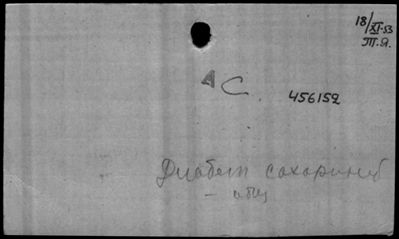 18/XI-53
Т.Я.
АС
456152
Диабет сахарный